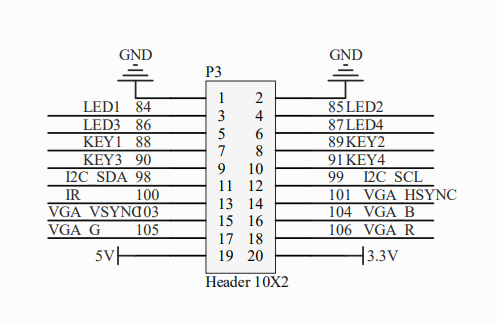 GND GND
P3
1 2
LED1 84 3 4 85 LED2
LED3 86 5 6 87 LED4
KEY1 88 7 8 89 KEY2
KEY3 90 9 10 91 KEY4
I2C SDA 98 11 12 99 I2C SCL
IR 100 13 14 101 VGA HSYNC
VGA VSYNC 103 15 16 104 VGA B
VGA G 105 17 18 106 VGA R
5V 19 20 3.3V
Header 10X2